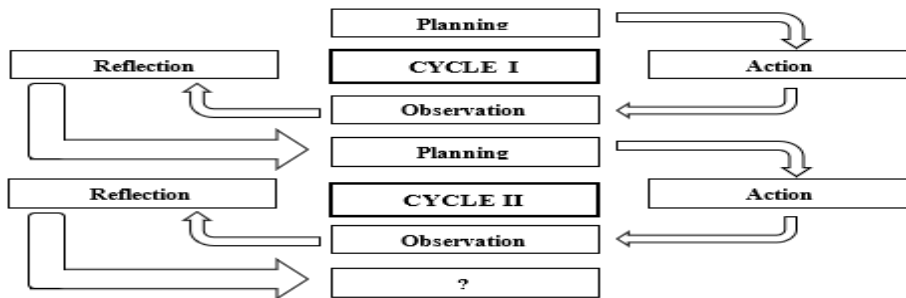 Planning
Reflection
CYCLE I
Action
Observation
Planning
Reflection
CYCLE II
Action
Observation
?